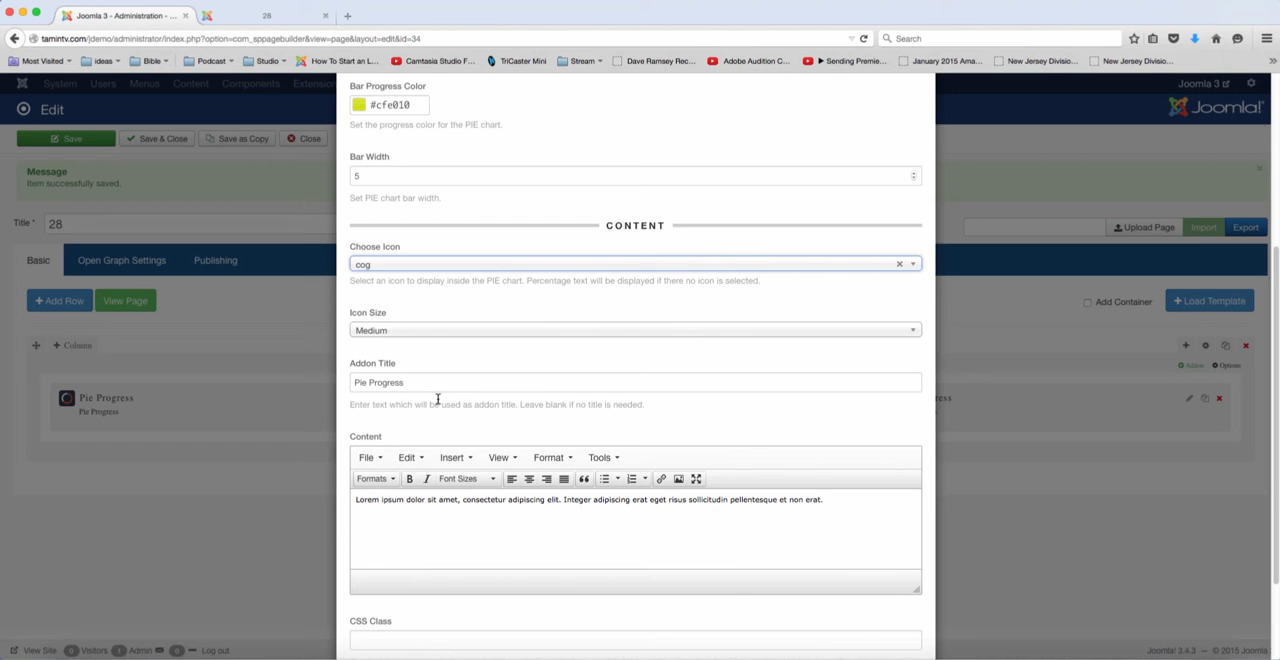 Joomla 3 - Administration - ...
28
tamintv.com/jdemo/administrator/index.php?option=com_sppagebuilder&view=page&layout=edit&id=34
Search
Most Visited
ideas
Bible
Podcast
Studio
How To Start an L...
Camtasia Studio F...
TriCaster Mini
Stream
Dave Ramsey Rec...
Adobe Audition C...
► Sending Premie...
January 2015 Ama...
New Jersey Divisio...
New Jersey Divisio...
System
Users
Menus
Content
Components
Extension
Joomla 3
Edit
Joomla!
Save
Save & Close
Save as Copy
Close
Message
Item successfully saved.
Title *
28
Upload Page
Import
Export
Basic
Open Graph Settings
Publishing
+ Add Row
View Page
Add Container
+ Load Template
+ Column
Addon
Options
Pie Progress
Pie Progress
ess
Bar Progress Color
#cfe010
Set the progress color for the PIE chart.
Bar Width
5
Set PIE chart bar width.
CONTENT
Choose Icon
cog
Select an icon to display inside the PIE chart. Percentage text will be displayed if there no icon is selected.
Icon Size
Medium
Addon Title
Pie Progress
Enter text which will be used as addon title. Leave blank if no title is needed.
Content
File
Edit
Insert
View
Format
Tools
Formats
B
I
Font Sizes
Lorem ipsum dolor sit amet, consectetur adipiscing elit. Integer adipiscing erat eget risus sollicitudin pellentesque et non erat.
CSS Class
View Site
0 Visitors
1 Admin
0
Log out
Joomla! 3.4.3 — © 2015 Joomla